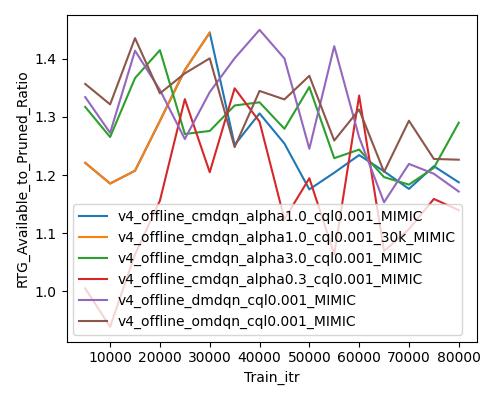 1.4
1.3
1.2
1.1
1.0
RTG_Available_to_Pruned_Ratio
v4_offline_cmdqn_alpha1.0_cql0.001_MIMIC
v4_offline_cmdqn_alpha1.0_cql0.001_30k_MIMIC
v4_offline_cmdqn_alpha3.0_cql0.001_MIMIC
v4_offline_cmdqn_alpha0.3_cql0.001_MIMIC
v4_offline_dmdqn_cql0.001_MIMIC
v4_offline_omdqn_cql0.001_MIMIC
10000 20000 30000 40000 50000 60000 70000 80000
Train_itr